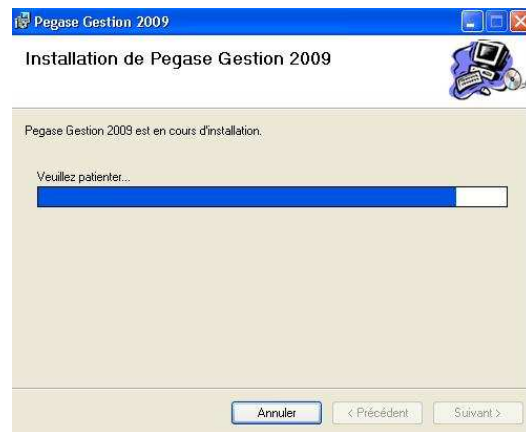 Pegase Gestion 2009
Installation de Pegase Gestion 2009
Pegase Gestion 2009 est en cours d'installation.
Veuillez patienter...
Annuler
< Précédent
Suivant >